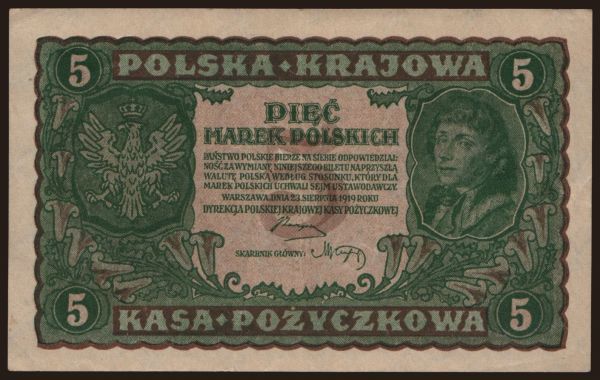 5 POLSKA KRAJOWA 5
PIĘĆ
MAREK POLSKICH
PAŃSTWO POLSKIE BIERZE NA SIEBIE ODPOWIEDZIAL-
NOŚĆ ZA WYMIANĘ NINIEJSZEGO BILETU NA PRZYSZŁĄ
WALUTĘ POLSKĄ WEDŁUG STOSUNKU, KTÓRY DLA
MAREK POLSKICH UCHWALI SEJM USTAWODAWCZY.
WARSZAWA, DNIA 23. SIERPNIA 1919 ROKU
DYREKCJA POLSKIEJ KRAJOWEJ KASY POŻYCZKOWEJ
SKARBNIK GŁÓWNY:
5 KASA POŻYCZKOWA 5